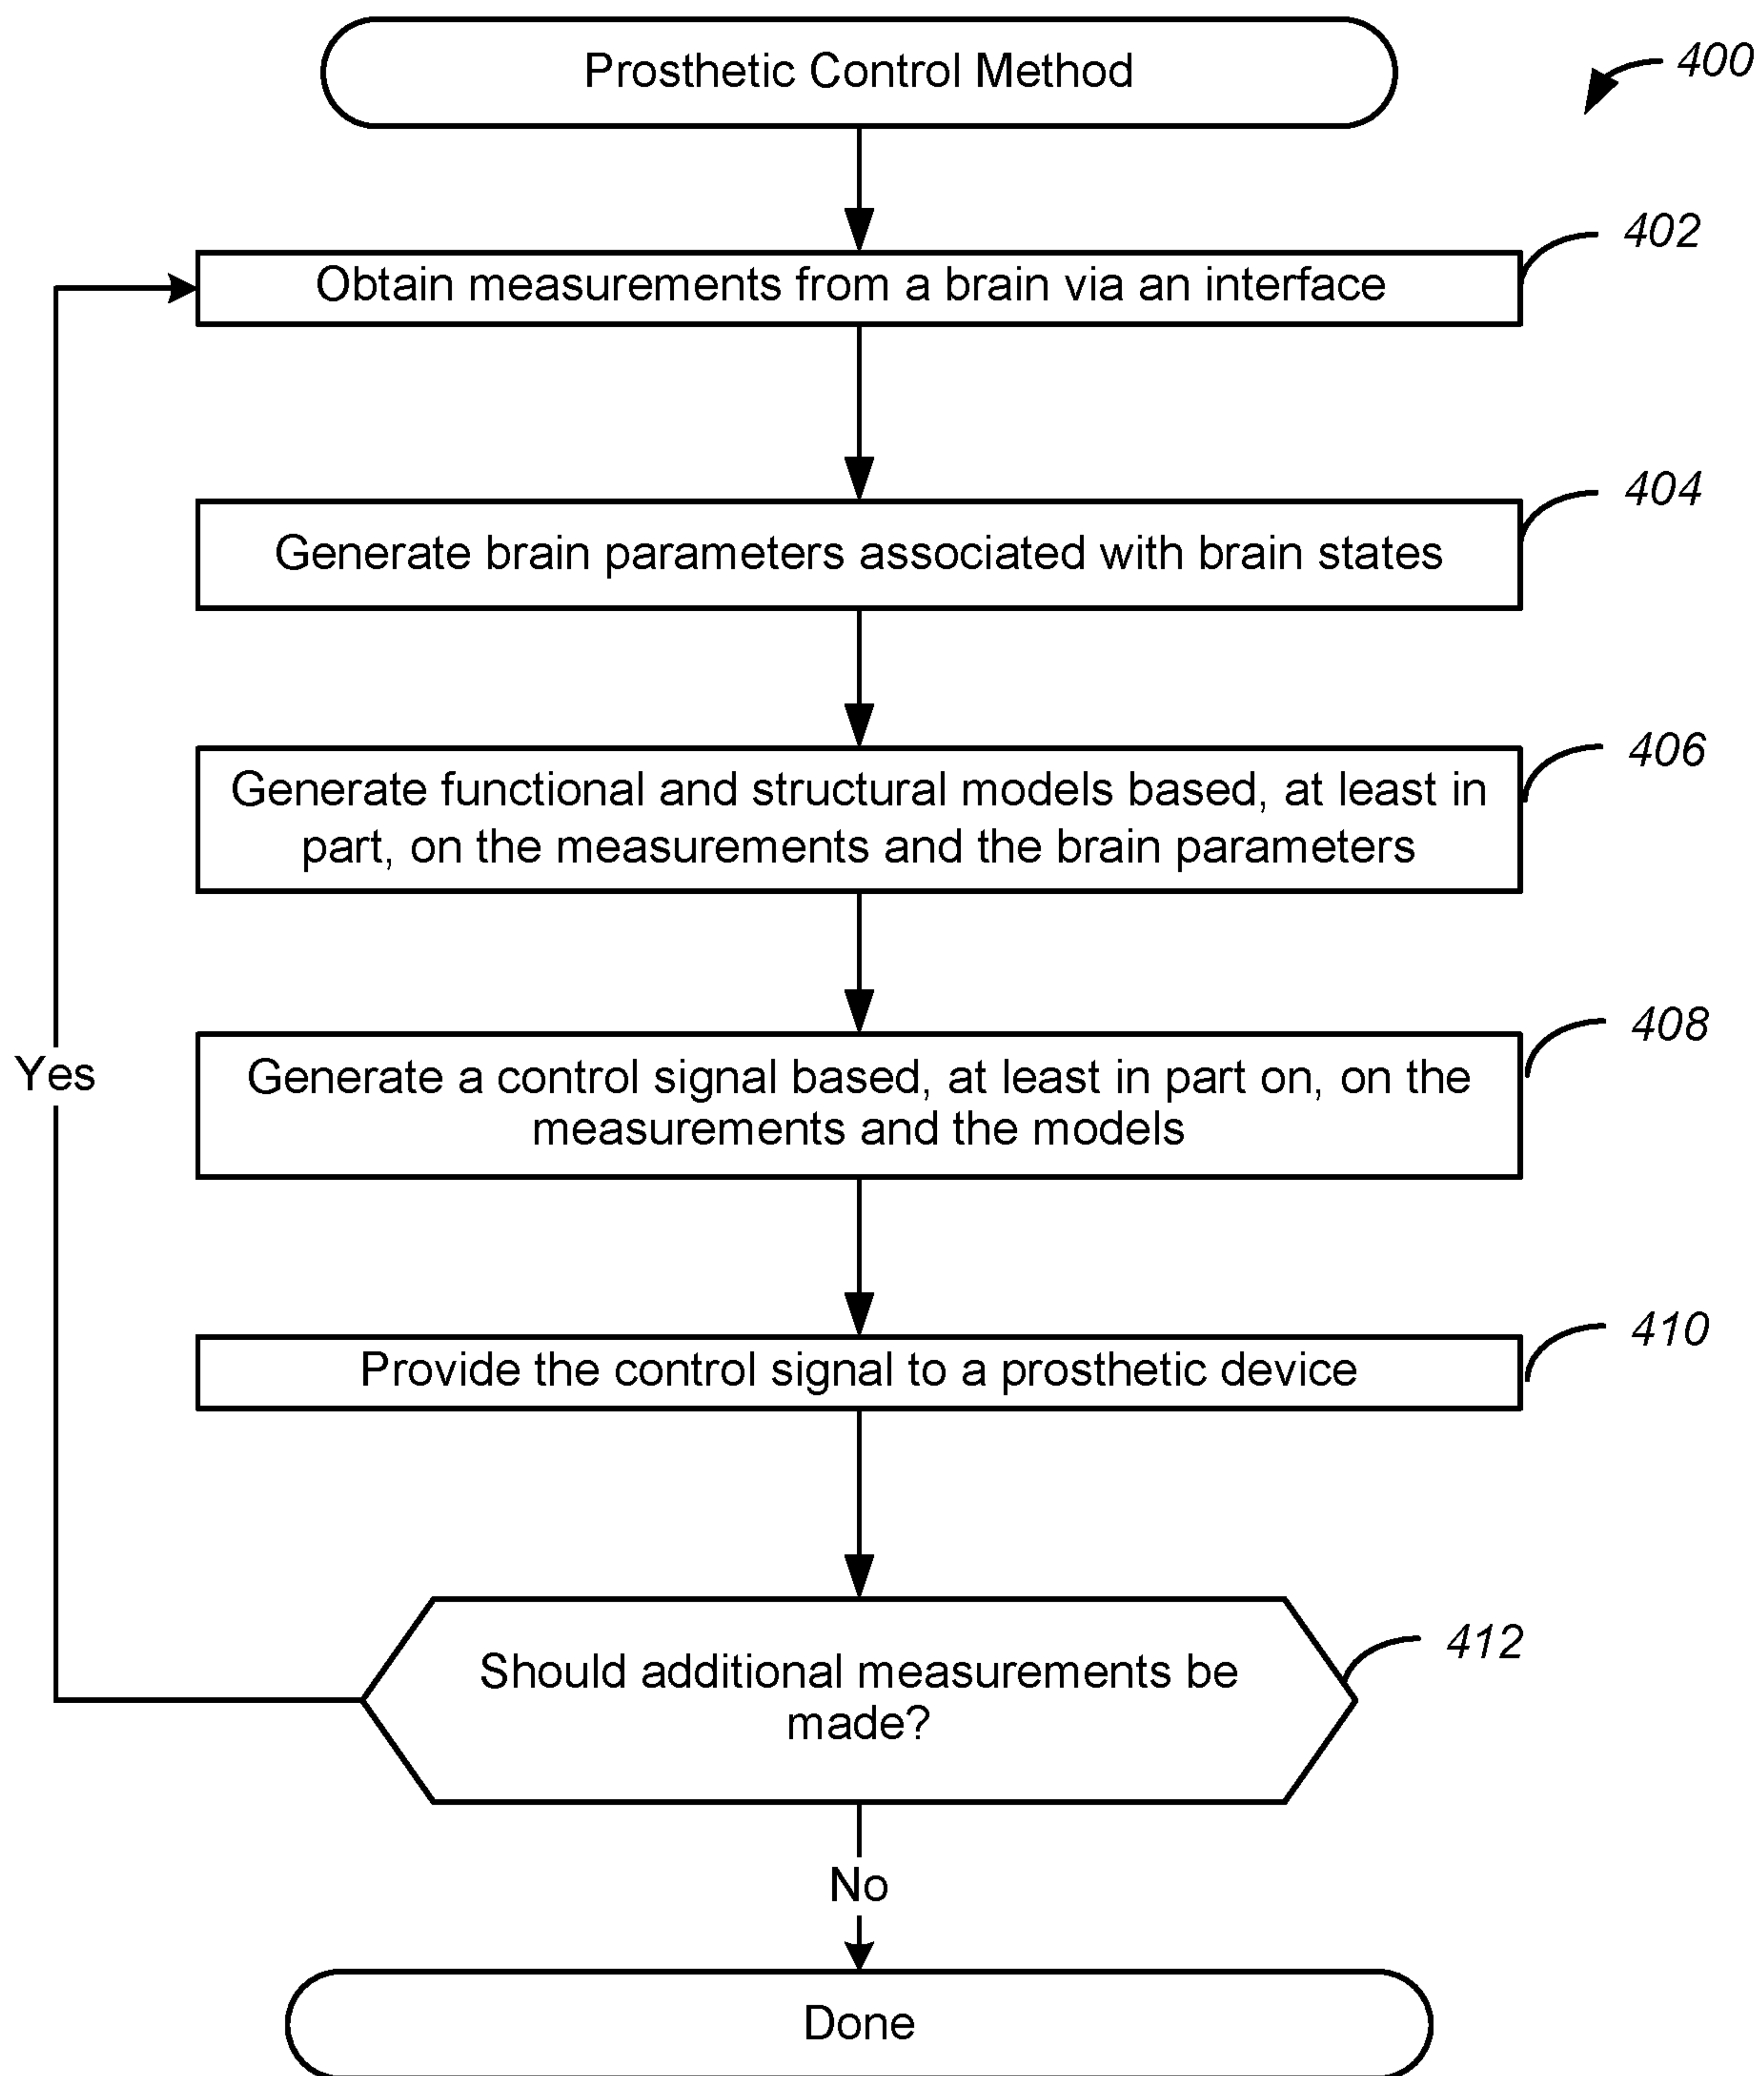 Prosthetic Control Method
400
402
Obtain measurements from a brain via an interface
404
Generate brain parameters associated with brain states
406
Generate functional and structural models based, at least in
part, on the measurements and the brain parameters
408
Generate a control signal based, at least in part on, on the
measurements and the models
Yes
410
Provide the control signal to a prosthetic device
412
Should additional measurements be
made?
No
Done